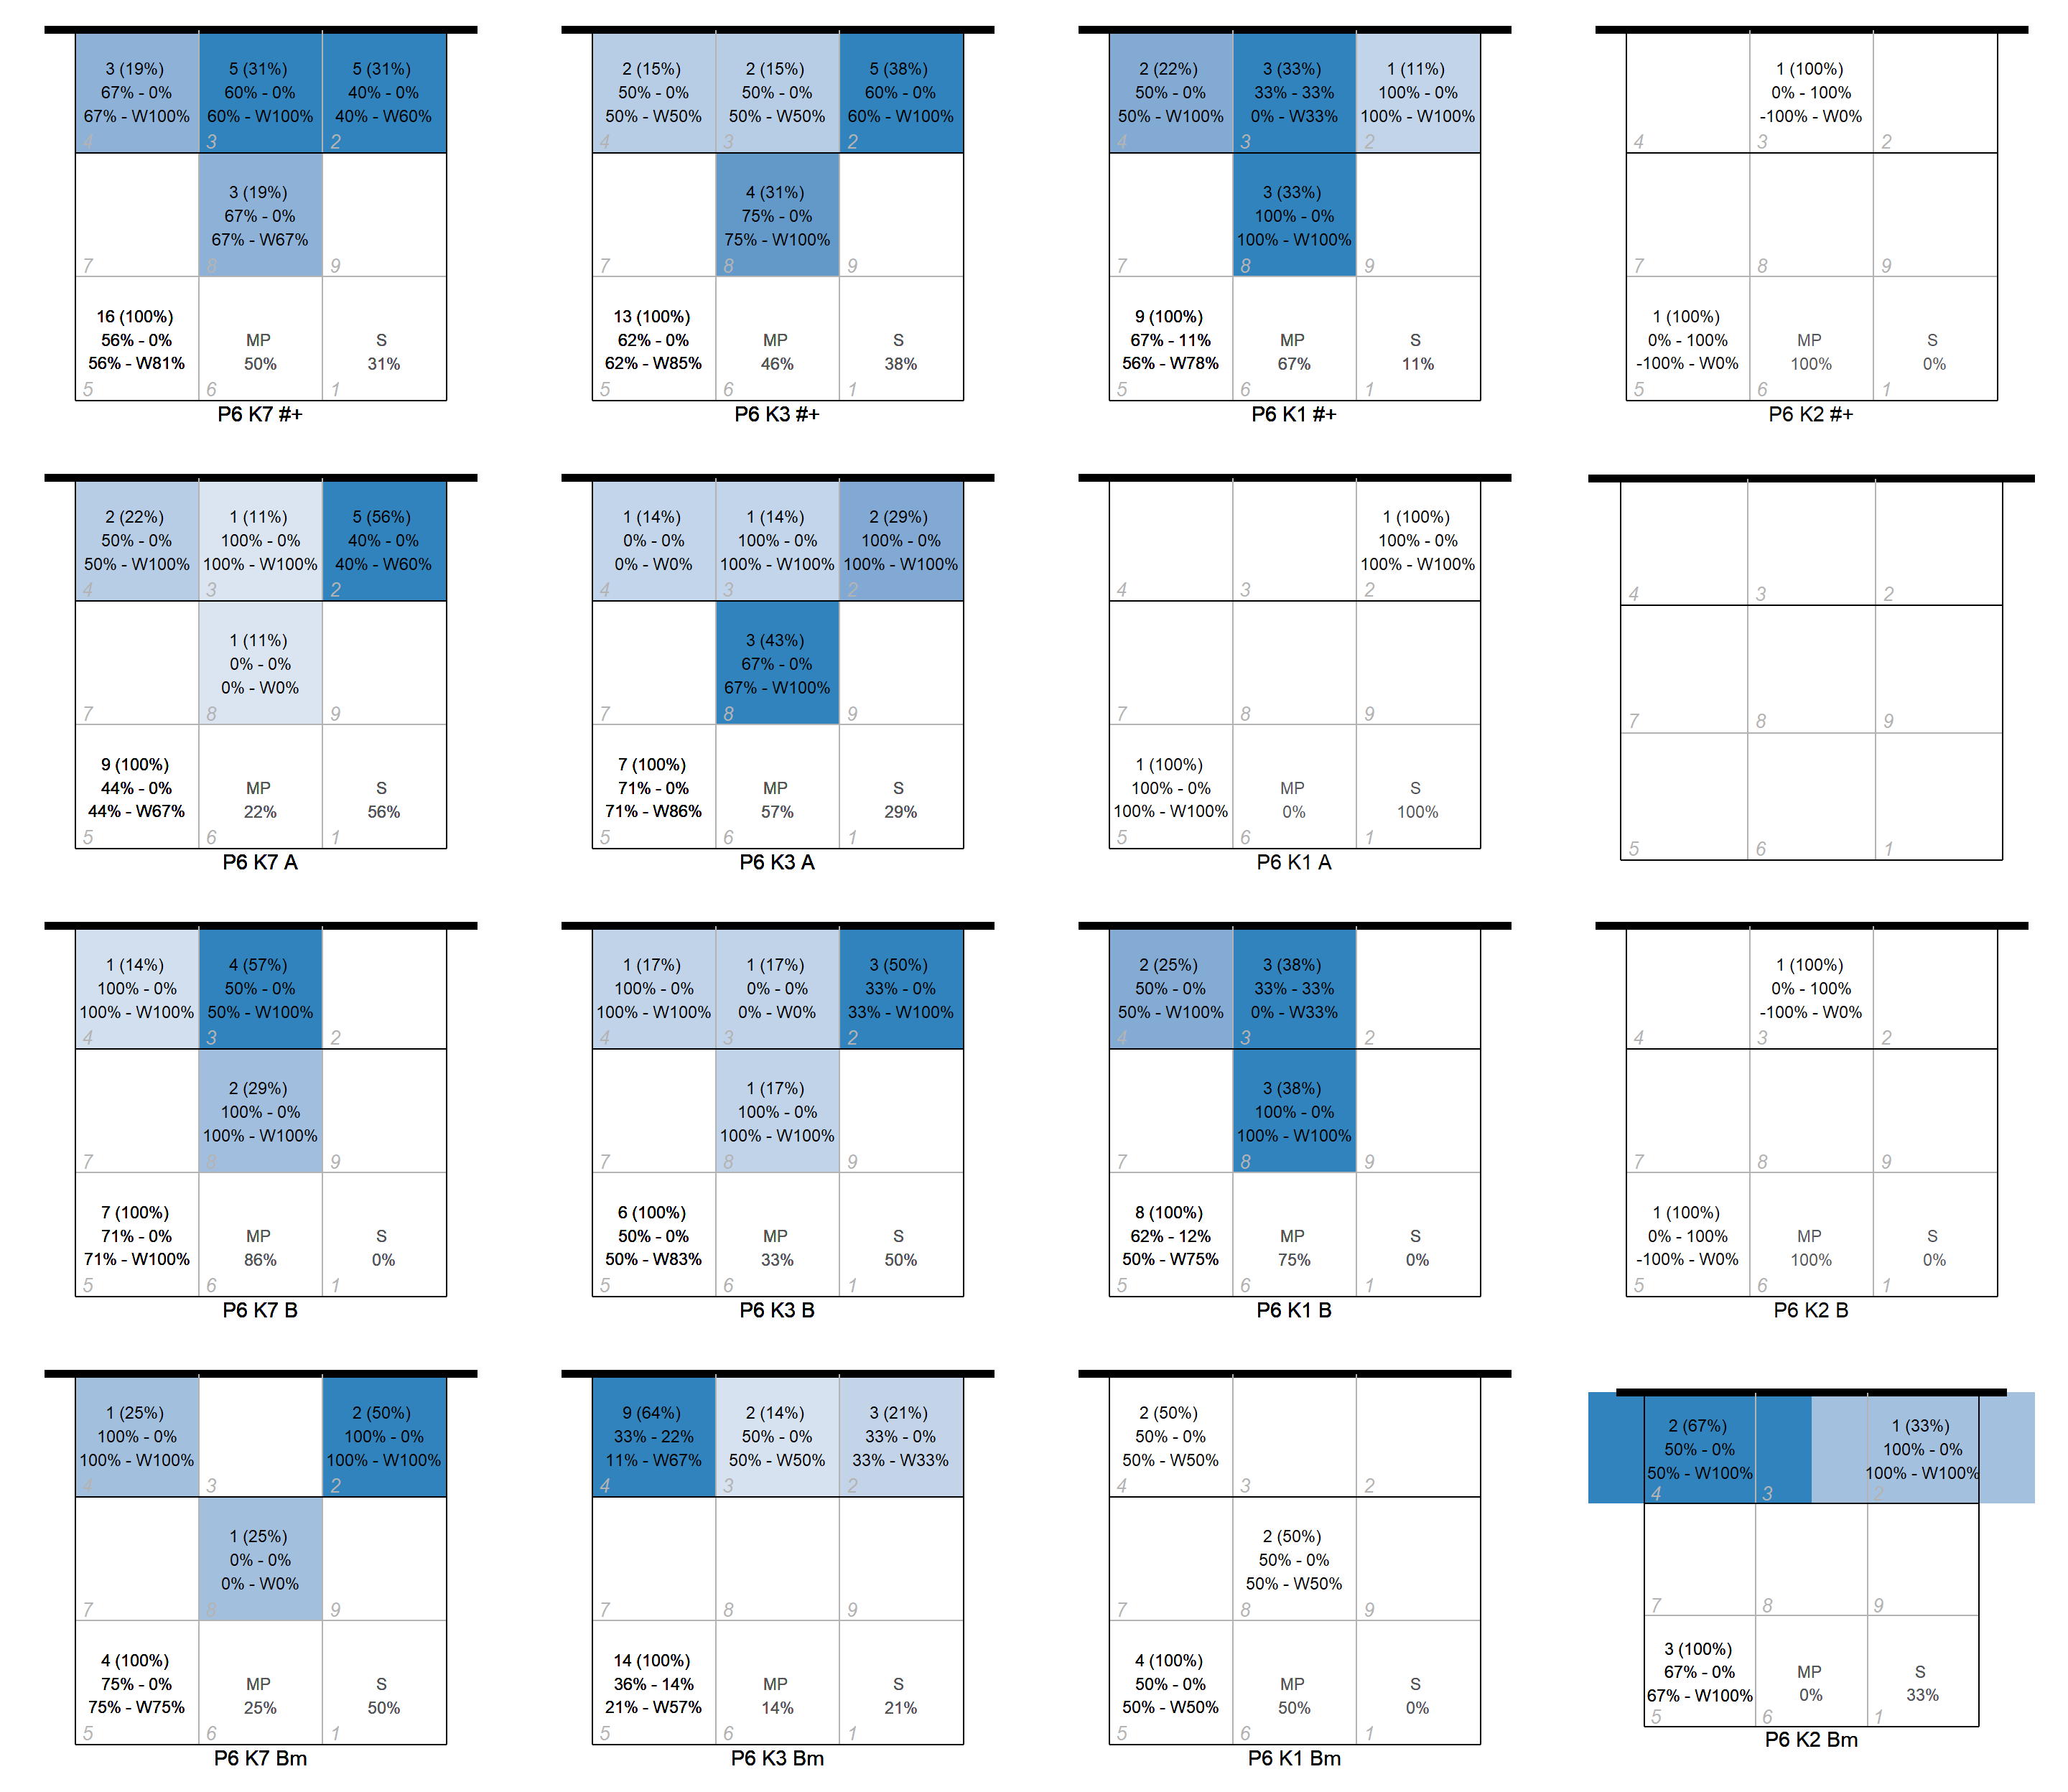 3 (19%)
67% - 0%
67% - W100%
4
5 (31%)
60% - 0%
60% - W100%
3
5 (31%)
40% - 0%
40% - W60%
2
7
3 (19%)
67% - 0%
67% - W67%
8
9
16 (100%)
56% - 0%
56% - W81%
5
MP
50%
6
S
31%
1
P6 K7 #+
2 (15%)
50% - 0%
50% - W50%
4
2 (15%)
50% - 0%
50% - W50%
3
5 (38%)
60% - 0%
60% - W100%
2
7
4 (31%)
75% - 0%
75% - W100%
8
9
13 (100%)
62% - 0%
62% - W85%
5
MP
46%
6
S
38%
1
P6 K3 #+
2 (22%)
50% - 0%
50% - W100%
4
3 (33%)
33% - 33%
0% - W33%
3
1 (11%)
100% - 0%
100% - W100%
2
7
3 (33%)
100% - 0%
100% - W100%
8
9
9 (100%)
67% - 11%
56% - W78%
5
MP
67%
6
S
11%
1
P6 K1 #+
4
1 (100%)
0% - 100%
-100% - W0%
3
2
7
8
9
1 (100%)
0% - 100%
-100% - W0%
5
MP
100%
6
S
0%
1
P6 K2 #+
2 (22%)
50% - 0%
50% - W100%
4
1 (11%)
100% - 0%
100% - W100%
3
5 (56%)
40% - 0%
40% - W60%
2
7
1 (11%)
0% - 0%
0% - W0%
8
9
9 (100%)
44% - 0%
44% - W67%
5
MP
22%
6
S
56%
1
P6 K7 A
1 (14%)
0% - 0%
0% - W0%
4
1 (14%)
100% - 0%
100% - W100%
3
2 (29%)
100% - 0%
100% - W100%
2
7
3 (43%)
67% - 0%
67% - W100%
8
9
7 (100%)
71% - 0%
71% - W86%
5
MP
57%
6
S
29%
1
P6 K3 A
4
3
1 (100%)
100% - 0%
100% - W100%
2
7
8
9
1 (100%)
100% - 0%
100% - W100%
5
MP
0%
6
S
100%
1
P6 K1 A
4
3
2
7
8
9
5
6
1
1 (14%)
100% - 0%
100% - W100%
4
4 (57%)
50% - 0%
50% - W100%
3
2
7
2 (29%)
100% - 0%
100% - W100%
8
9
7 (100%)
71% - 0%
71% - W100%
5
MP
86%
6
S
0%
1
P6 K7 B
1 (17%)
100% - 0%
100% - W100%
4
1 (17%)
0% - 0%
0% - W0%
3
3 (50%)
33% - 0%
33% - W100%
2
7
1 (17%)
100% - 0%
100% - W100%
8
9
6 (100%)
50% - 0%
50% - W83%
5
MP
33%
6
S
50%
1
P6 K3 B
2 (25%)
50% - 0%
50% - W100%
4
3 (38%)
33% - 33%
0% - W33%
3
2
7
3 (38%)
100% - 0%
100% - W100%
8
9
8 (100%)
62% - 12%
50% - W75%
5
MP
75%
6
S
0%
1
P6 K1 B
4
1 (100%)
0% - 100%
-100% - W0%
3
2
7
8
9
1 (100%)
0% - 100%
-100% - W0%
5
MP
100%
6
S
0%
1
P6 K2 B
1 (25%)
100% - 0%
100% - W100%
4
3
2 (50%)
100% - 0%
100% - W100%
2
7
1 (25%)
0% - 0%
0% - W0%
8
9
4 (100%)
75% - 0%
75% - W75%
5
MP
25%
6
S
50%
1
P6 K7 Bm
9 (64%)
33% - 22%
11% - W67%
4
2 (14%)
50% - 0%
50% - W50%
3
3 (21%)
33% - 0%
33% - W33%
2
7
8
9
14 (100%)
36% - 14%
21% - W57%
5
MP
14%
6
S
21%
1
P6 K3 Bm
2 (50%)
50% - 0%
50% - W50%
4
3
2
7
2 (50%)
50% - 0%
50% - W50%
8
9
4 (100%)
50% - 0%
50% - W50%
5
MP
50%
6
S
0%
1
P6 K1 Bm
2 (67%)
50% - 0%
50% - W100%
4
3
1 (33%)
100% - 0%
100% - W100%
2
7
8
9
3 (100%)
67% - 0%
67% - W100%
5
MP
0%
6
S
33%
1
P6 K2 Bm